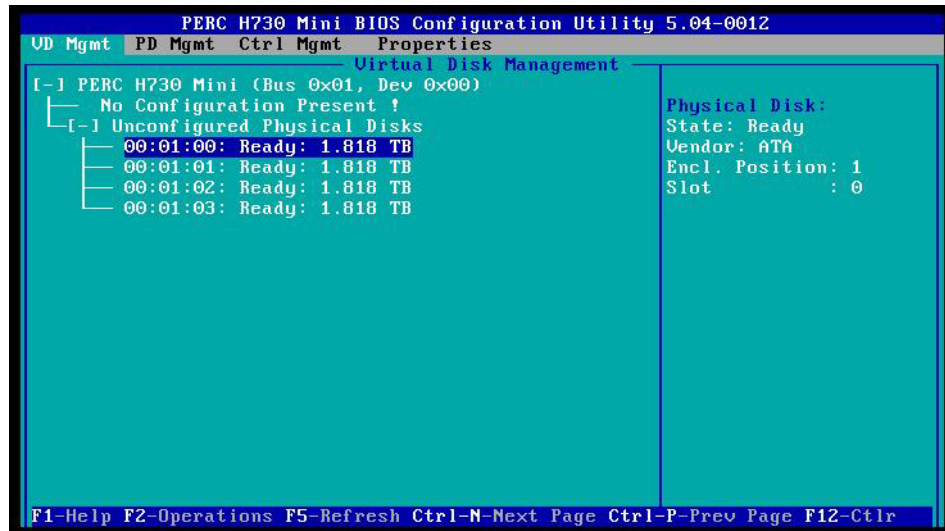 PERC H730 Mini BIOS Configuration Utility 5.04-0012
VD Mgmt PD Mgmt Ctrl Mgmt Properties
Virtual Disk Management
[-] PERC H730 Mini (Bus 0x01, Dev 0x00)
No Configuration Present !
[-] Unconfigured Physical Disks
00:01:00: Ready: 1.818 TB
00:01:01: Ready: 1.818 TB
00:01:02: Ready: 1.818 TB
00:01:03: Ready: 1.818 TB
Physical Disk:
State: Ready
Vendor: ATA
Encl. Position: 1
Slot : 0
F1-Help F2-Operations F5-Refresh Ctrl-N-Next Page Ctrl-P-Prev Page F12-Ctlr